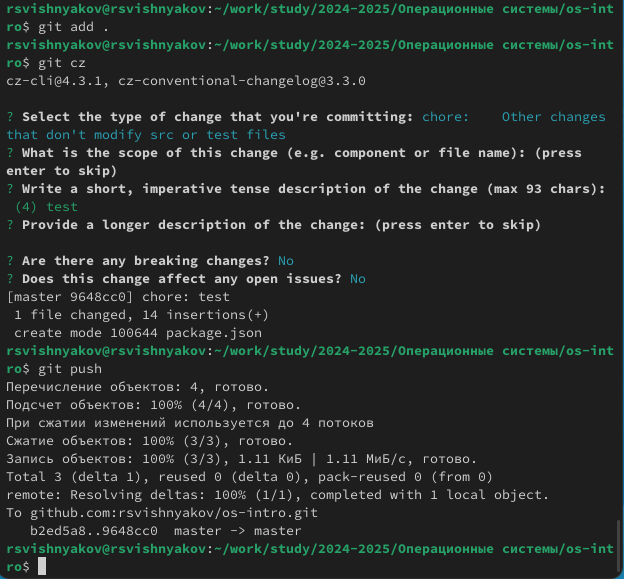 rsvishnyakov@rsvishnyakov:~/work/study/2024-2025/Операционные системы/os-int
ro$ git add .
rsvishnyakov@rsvishnyakov:~/work/study/2024-2025/Операционные системы/os-int
ro$ git cz
cz-cli@4.3.1, cz-conventional-changelog@3.3.0
? Select the type of change that you're committing: chore:    Other changes
that don't modify src or test files
? What is the scope of this change (e.g. component or file name): (press
enter to skip)
? Write a short, imperative tense description of the change (max 93 chars):
 (4) test
? Provide a longer description of the change: (press enter to skip)
? Are there any breaking changes? No
? Does this change affect any open issues? No
[master 9648cc0] chore: test
 1 file changed, 14 insertions(+)
 create mode 100644 package.json
rsvishnyakov@rsvishnyakov:~/work/study/2024-2025/Операционные системы/os-int
ro$ git push
Перечисление объектов: 4, готово.
Подсчет объектов: 100% (4/4), готово.
При сжатии изменений используется до 4 потоков
Сжатие объектов: 100% (3/3), готово.
Запись объектов: 100% (3/3), 1.11 КиБ | 1.11 МиБ/с, готово.
Total 3 (delta 1), reused 0 (delta 0), pack-reused 0 (from 0)
remote: Resolving deltas: 100% (1/1), completed with 1 local object.
To github.com:rsvishnyakov/os-intro.git
   b2ed5a8..9648cc0  master -> master
rsvishnyakov@rsvishnyakov:~/work/study/2024-2025/Операционные системы/os-int
ro$